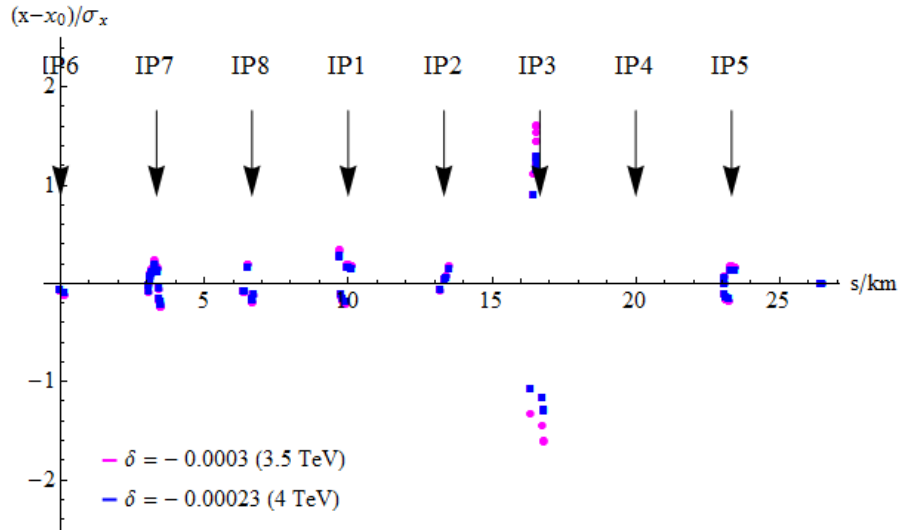 (x−x₀)/σₓ
IP6 IP7 IP8 IP1 IP2 IP3 IP4 IP5
2
1
5 10 15 20 25 s/km
−1
−2
δ = − 0.0003 (3.5 TeV)
δ = − 0.00023 (4 TeV)